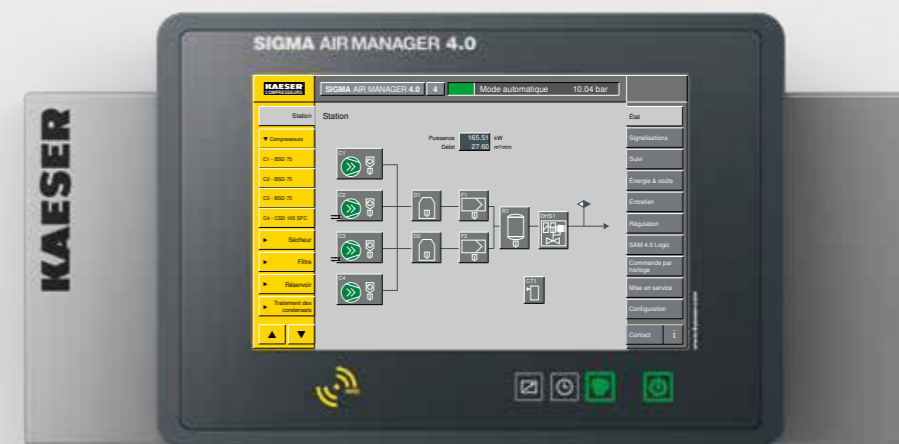 SIGMA AIR MANAGER 4.0
KAESER
KAESER
COMPRESSEURS
SIGMA AIR MANAGER 4.0
4
Mode automatique
10.04 bar
Station
Compresseurs
C1 - BSD 75
C2 - BSD 75
C3 - BSD 75
C4 - CSD 105 SFC
Sécheur
Filtre
Réservoir
Traitement des
condensats
Station
Puissance 165.51 kW
Débit 27.60 m³/min
C1
C2
D1
F1
R1
DHS1
C3
D2
F2
C4
CT1
État
Signalisations
Suivi
Énergie & coûts
Entretien
Régulation
SAM 4.0 Logic
Commande par
horloge
Mise en service
Configuration
Contact
i